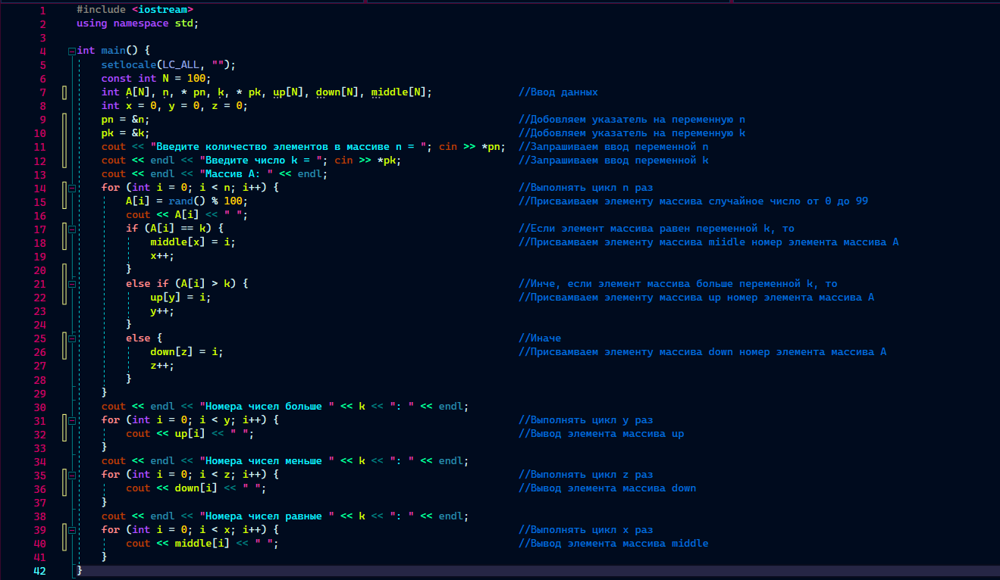 1 #include <iostream>
2 using namespace std;
3
4 int main() {
5 setlocale(LC_ALL, "");
6 const int N = 100;
7 int A[N], n, * pn, k, * pk, up[N], down[N], middle[N]; //Ввод данных
8 int x = 0, y = 0, z = 0;
9 pn = &n; //Добовляем указатель на переменную n
10 pk = &k; //Добовляем указатель на переменную k
11 cout << "Введите количество элементов в массиве n = "; cin >> *pn; //Запрашиваем ввод переменной n
12 cout << endl << "Введите число k = "; cin >> *pk; //Запрашиваем ввод переменной k
13 cout << endl << "Массив A: " << endl;
14 for (int i = 0; i < n; i++) { //Выполнять цикл n раз
15 A[i] = rand() % 100; //Присваиваем элементу массива случайное число от 0 до 99
16 cout << A[i] << " ";
17 if (A[i] == k) { //Если элемент массива равен переменной k, то
18 middle[x] = i; //Присвамваем элементу массива miidle номер элемента массива A
19 x++;
20 }
21 else if (A[i] > k) { //Инче, если элемент массива больше переменной k, то
22 up[y] = i; //Присвамваем элементу массива up номер элемента массива A
23 y++;
24 }
25 else { //Иначе
26 down[z] = i; //Присвамваем элементу массива down номер элемента массива A
27 z++;
28 }
29 }
30 cout << endl << "Номера чисел больше " << k << ": " << endl;
31 for (int i = 0; i < y; i++) { //Выполнять цикл y раз
32 cout << up[i] << " "; //Вывод элемента массива up
33 }
34 cout << endl << "Номера чисел меньше " << k << ": " << endl;
35 for (int i = 0; i < z; i++) { //Выполнять цикл z раз
36 cout << down[i] << " "; //Вывод элемента массива down
37 }
38 cout << endl << "Номера чисел равные " << k << ": " << endl;
39 for (int i = 0; i < x; i++) { //Выполнять цикл x раз
40 cout << middle[i] << " "; //Вывод элемента массива middle
41 }
42 }